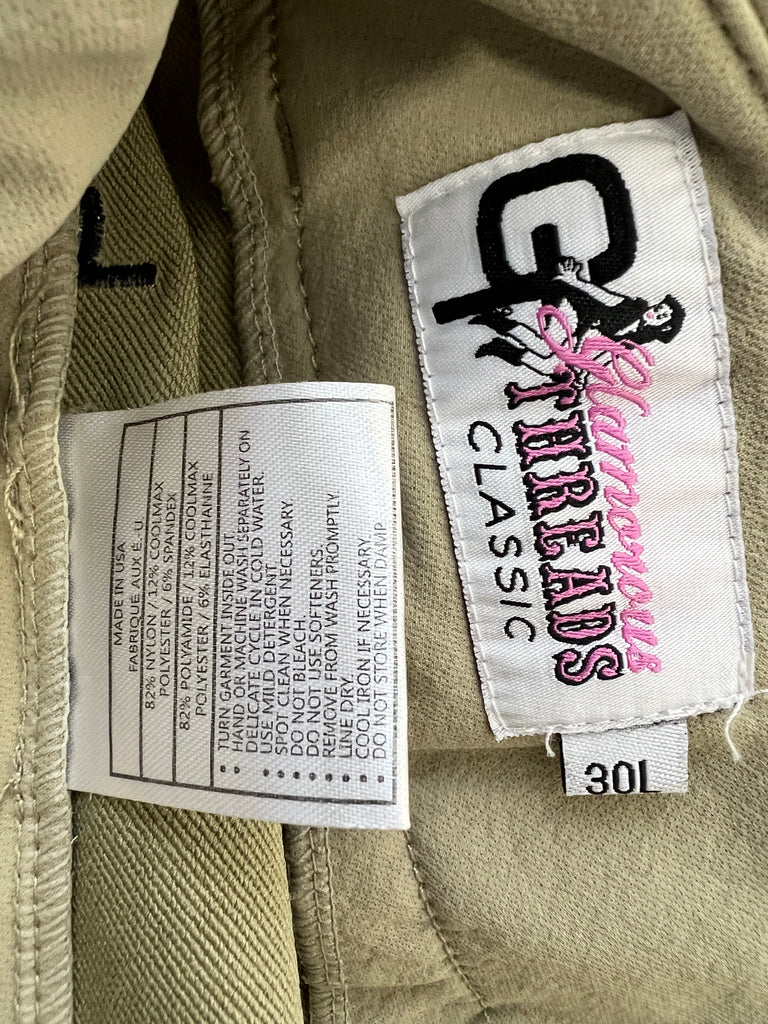 MADE IN USA
FABRIQUÉ AUX É. U.
82% NYLON / 12% COOLMAX
POLYESTER / 6% SPANDEX
82% POLYAMIDE / 12% COOLMAX
POLYESTER / 6% ELASTHANNE
TURN GARMENT INSIDE OUT
• HAND OR MACHINE WASH SEPARATELY ON
DELICATE CYCLE IN COLD WATER.
• USE MILD DETERGENT
• SPOT CLEAN WHEN NECESSARY
• DO NOT BLEACH.
• DO NOT USE SOFTENERS.
• REMOVE FROM WASH PROMPTLY
• LINE DRY.
• COOL IRON IF NECESSARY
• DO NOT STORE WHEN DAMP
G
Glamorous
THREADS
CLASSIC
30L